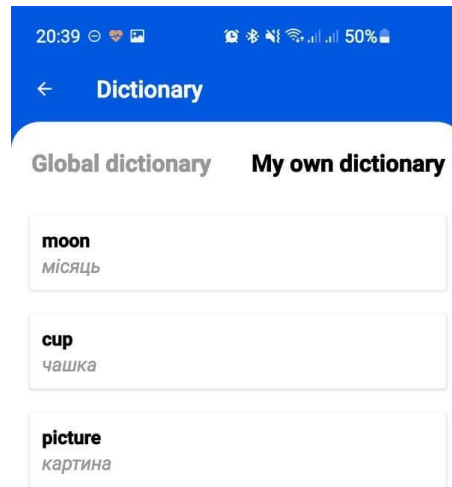 20:39 50%
Dictionary
Global dictionary My own dictionary
moon
місяць
cup
чашка
picture
картина